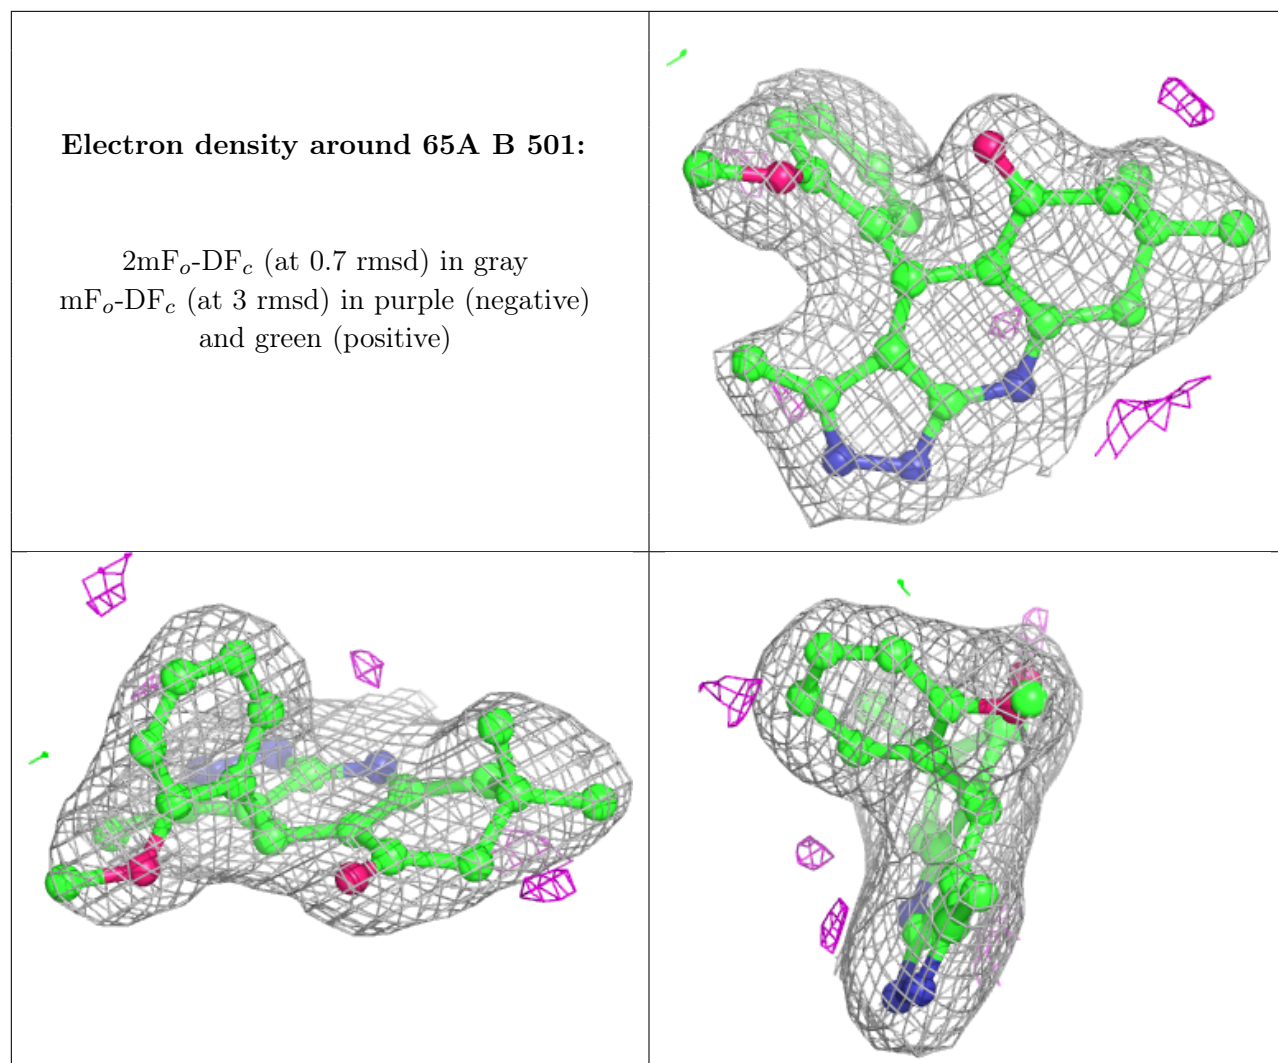 Electron density around 65A B 501:
2mFo-DFc (at 0.7 rmsd) in gray
mFo-DFc (at 3 rmsd) in purple (negative)
and green (positive)